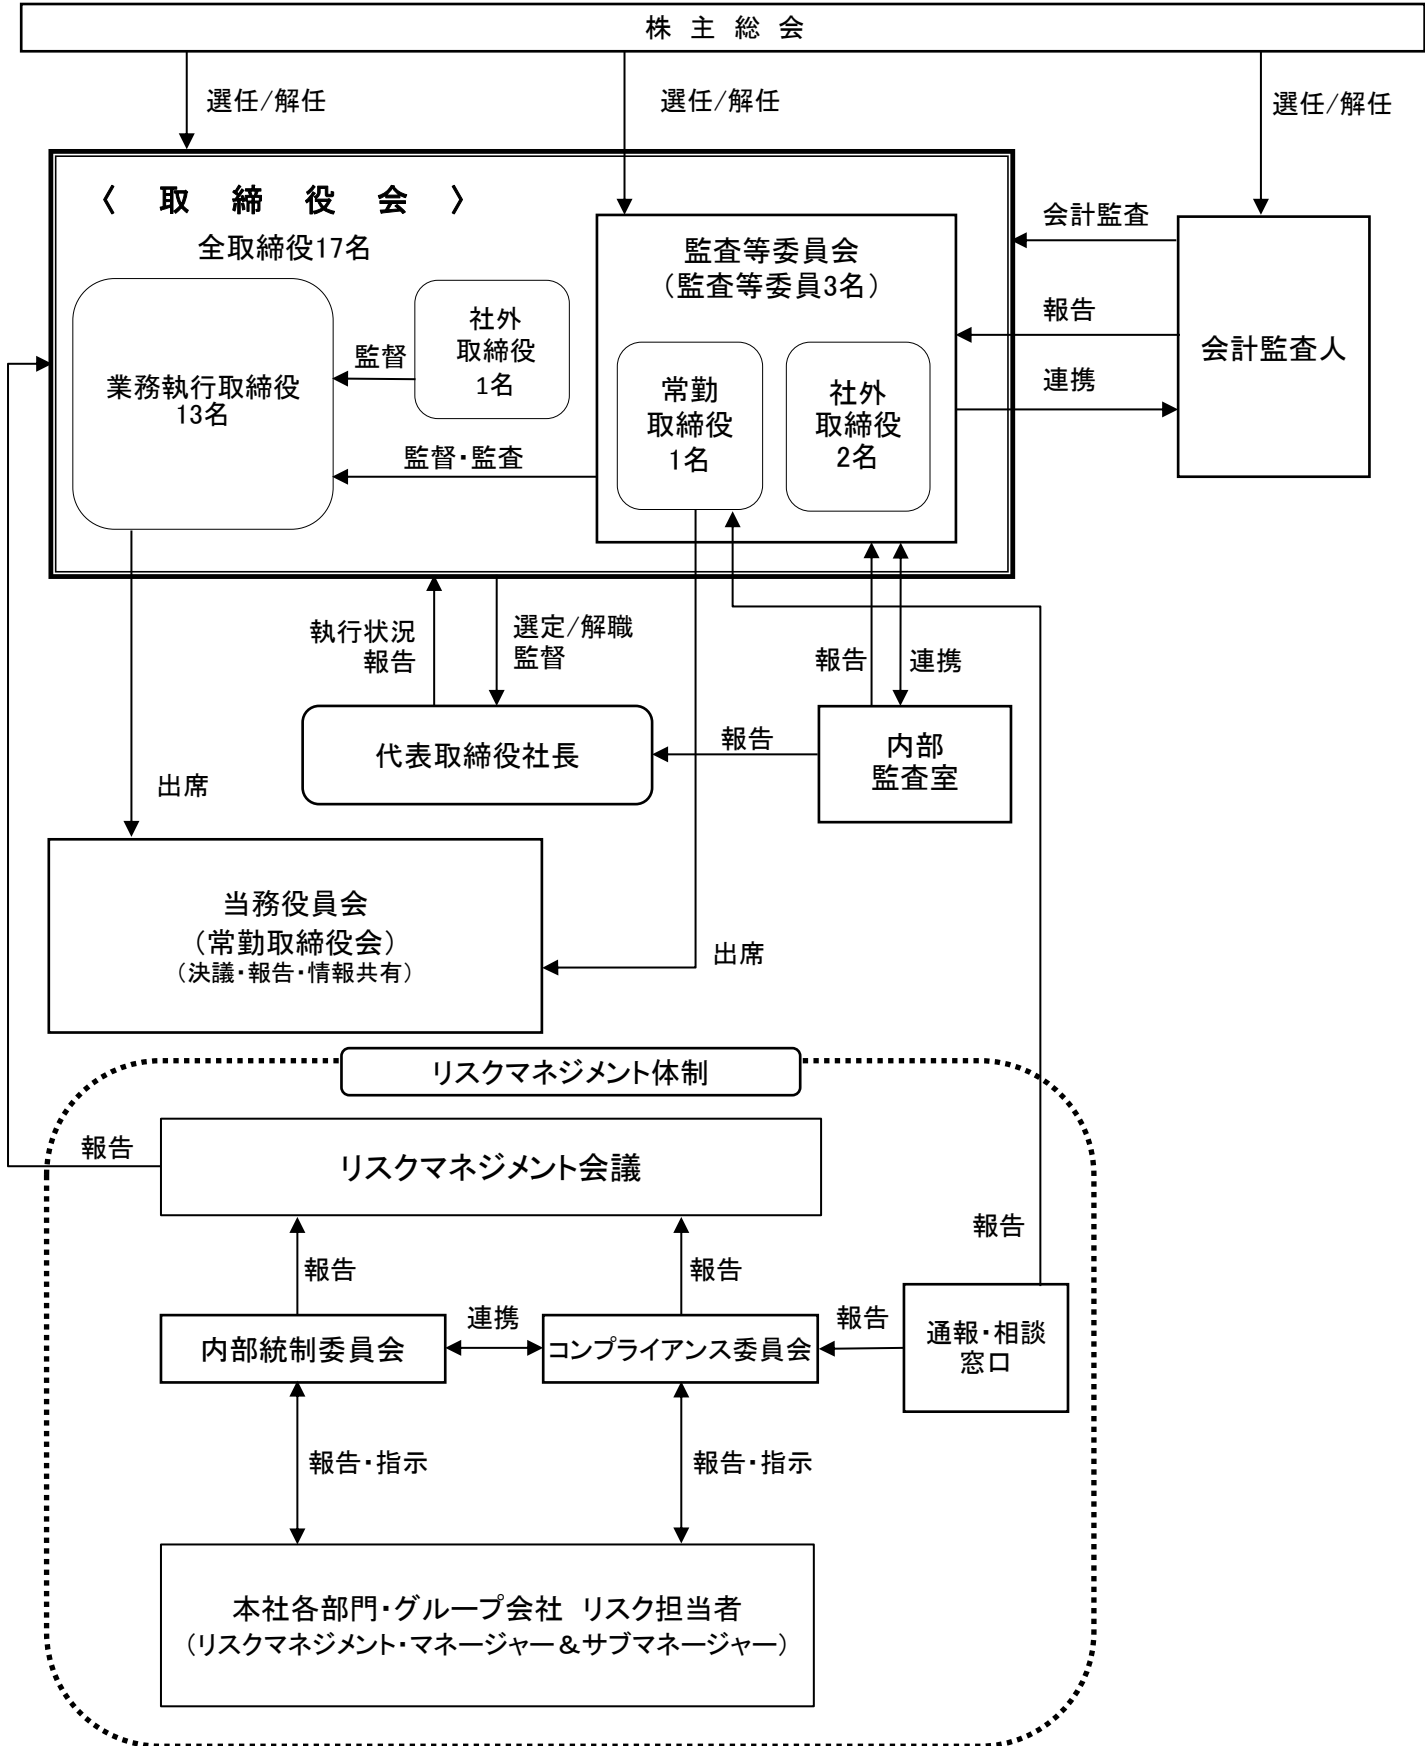 株 主 総 会
選任/解任
選任/解任
選任/解任
〈 取 締 役 会 〉
全取締役17名
業務執行取締役
13名
監督
社外
取締役
1名
監督・監査
監査等委員会
（監査等委員3名）
常勤
取締役
1名
社外
取締役
2名
会計監査
報告
連携
会計監査人
執行状況
報告
選定/解職
監督
報告
連携
代表取締役社長
報告
内部
監査室
出席
当務役員会
（常勤取締役会）
（決議・報告・情報共有）
出席
リスクマネジメント体制
報告
リスクマネジメント会議
報告
報告
報告
内部統制委員会
連携
コンプライアンス委員会
報告
通報・相談
窓口
報告・指示
報告・指示
本社各部門・グループ会社 リスク担当者
（リスクマネジメント・マネージャー＆サブマネージャー）